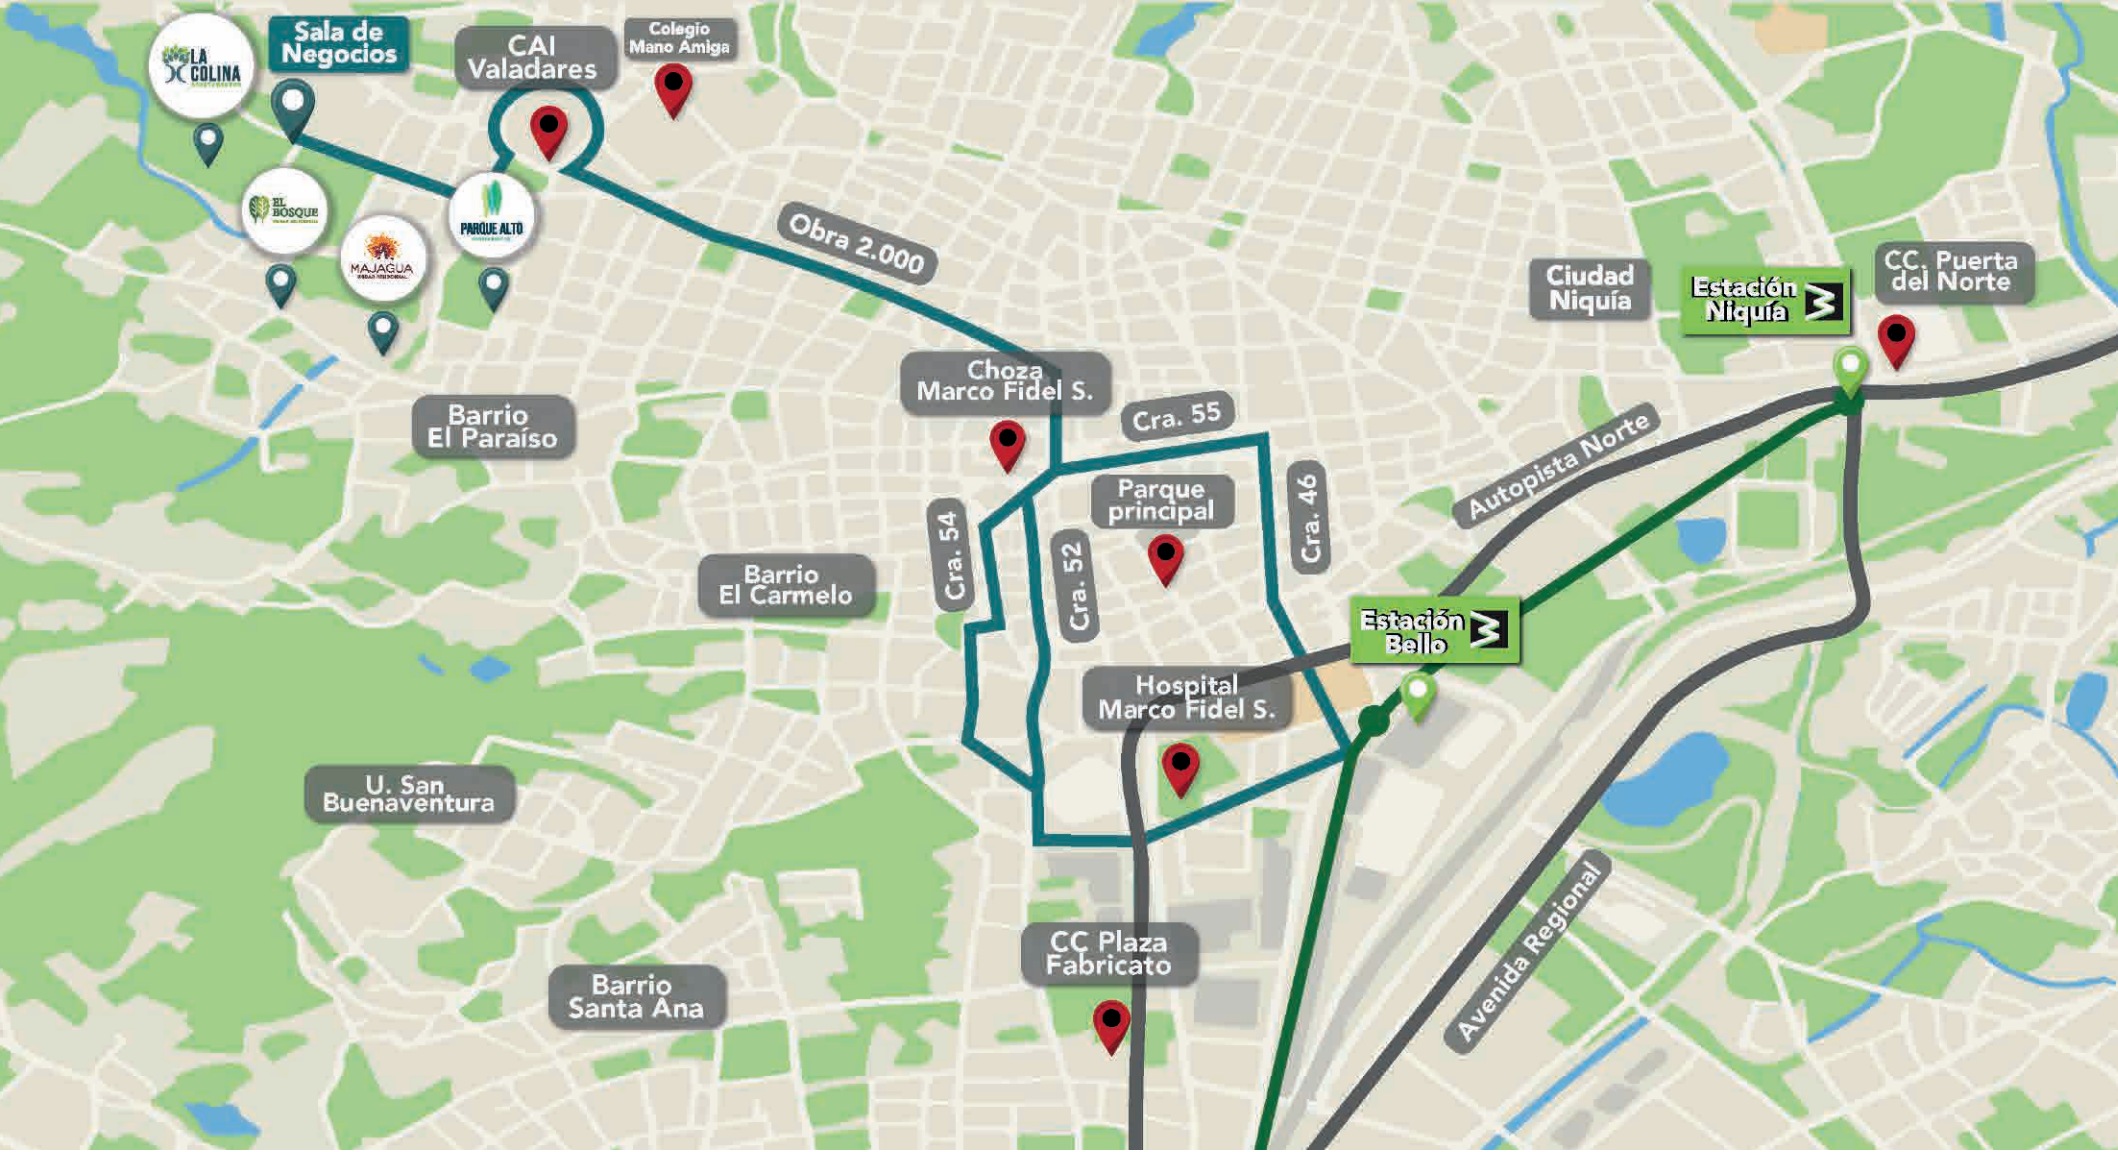 LA
COLINA
Sala de
Negocios
CAI
Valadares
Colegio
Mano Amiga
EL
BOSQUE
MAJAGUA
PARQUE ALTO
Obra 2.000
Ciudad
Niquía
Estación
Niquía
CC. Puerta
del Norte
Choza
Marco Fidel S.
Barrio
El Paraíso
Cra. 55
Autopista Norte
Parque
principal
Cra. 46
Cra. 54
Cra. 52
Barrio
El Carmelo
Estación
Bello
Hospital
Marco Fidel S.
U. San
Buenaventura
Avenida Regional
CC Plaza
Fabricato
Barrio
Santa Ana